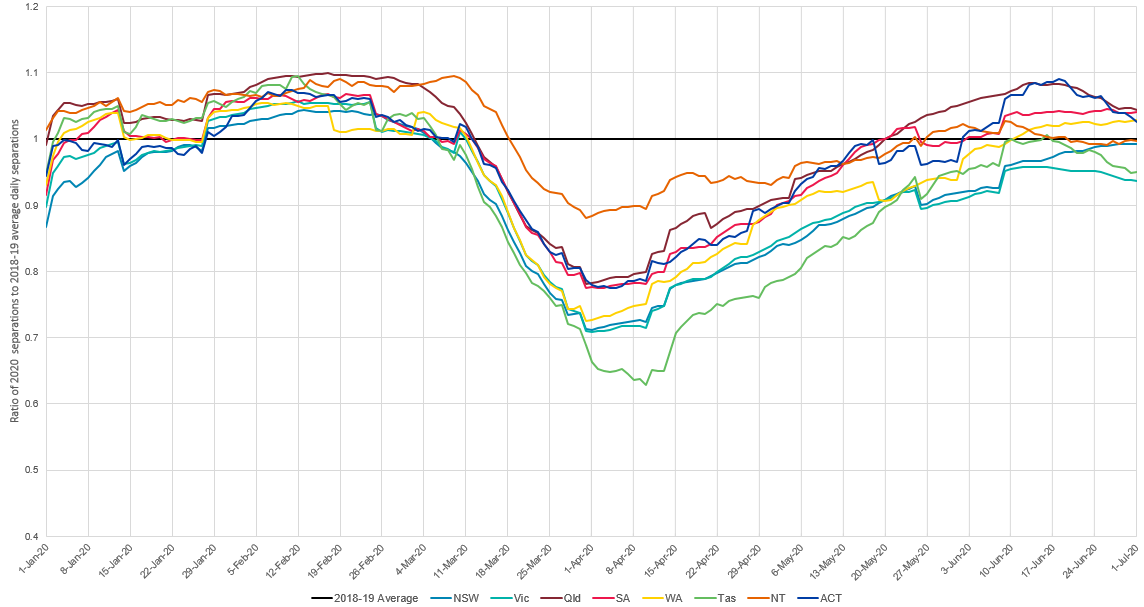 Ratio of 2020 separations to 2018-19 average daily separations
1.2
1.1
1
0.9
0.8
0.7
0.6
0.5
0.4
1-Jan-20
8-Jan-20
15-Jan-20
22-Jan-20
29-Jan-20
5-Feb-20
12-Feb-20
19-Feb-20
26-Feb-20
4-Mar-20
11-Mar-20
18-Mar-20
25-Mar-20
1-Apr-20
8-Apr-20
15-Apr-20
22-Apr-20
29-Apr-20
6-May-20
13-May-20
20-May-20
27-May-20
3-Jun-20
10-Jun-20
17-Jun-20
24-Jun-20
1-Jul-20
2018-19 Average NSW Vic Qld SA WA Tas NT ACT